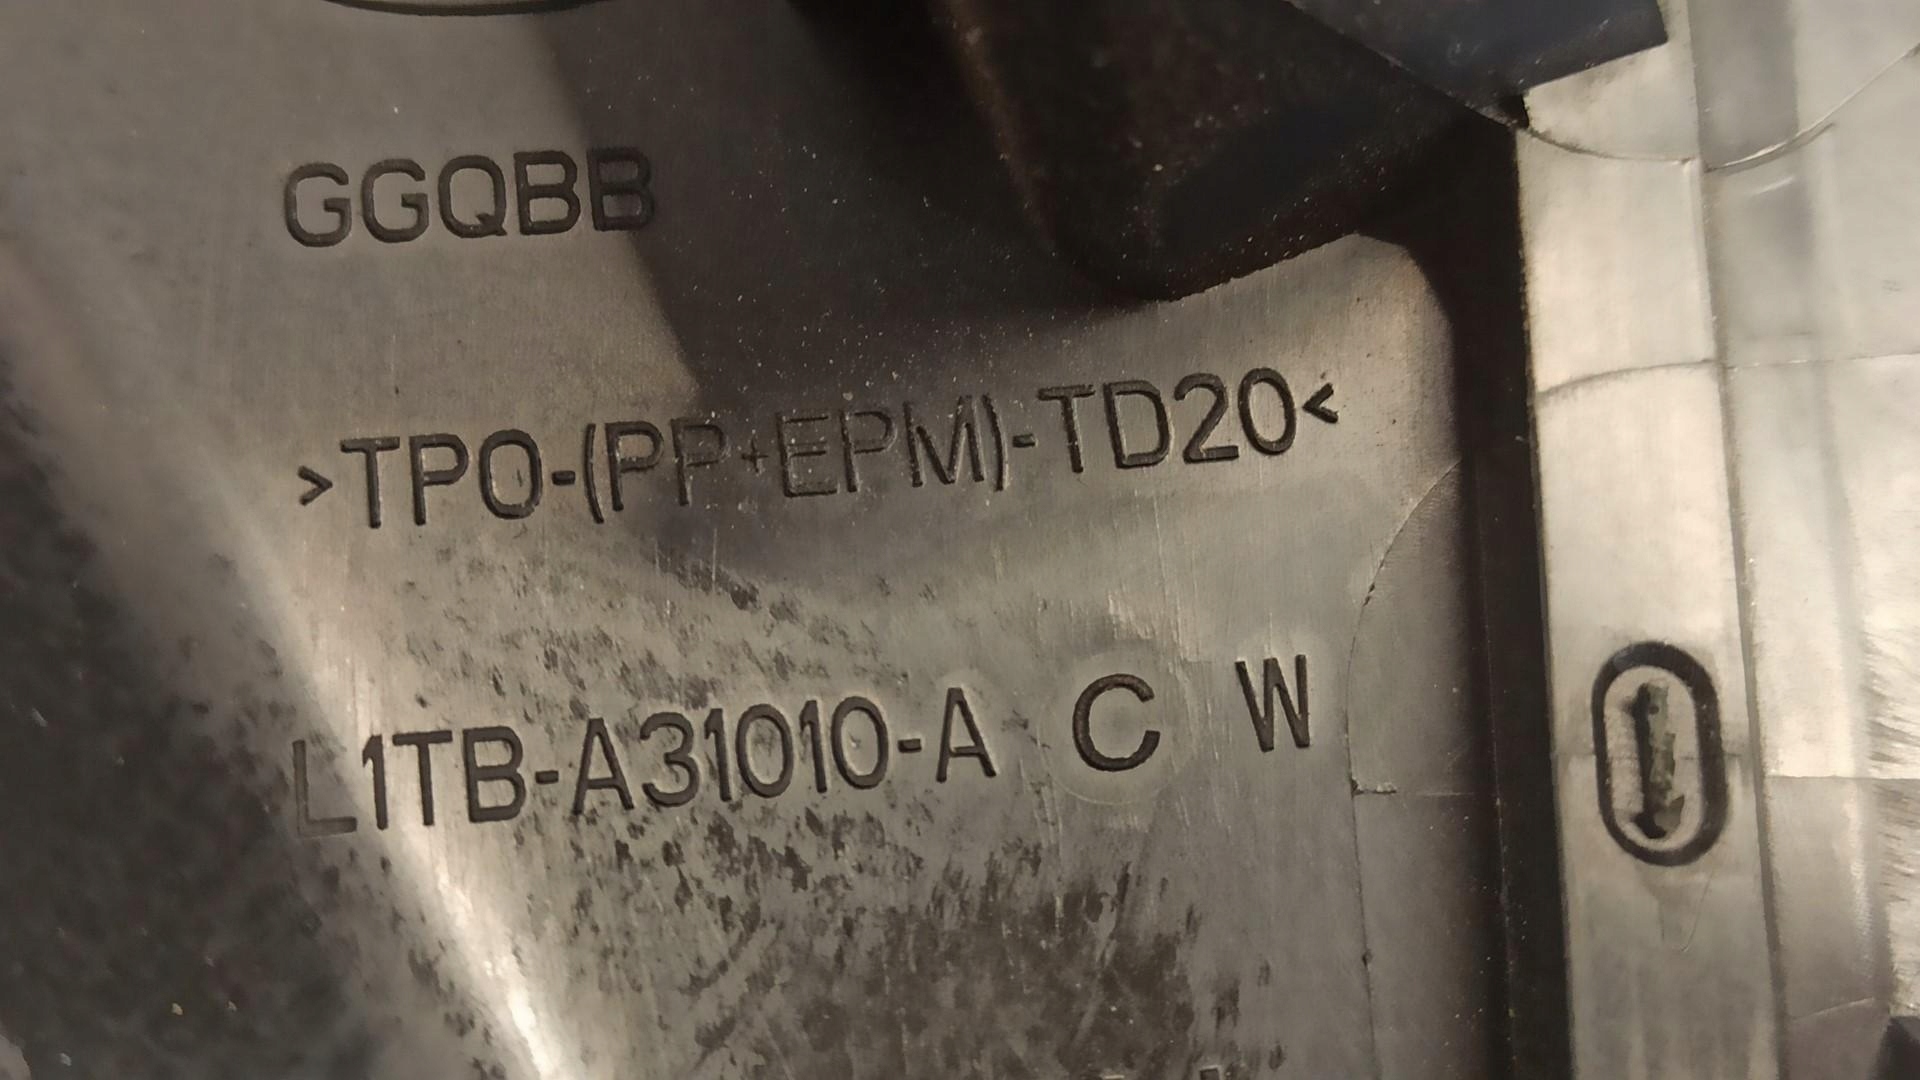 GGQBB
>TPO-(PP+EPM)-TD20<
L1TB-A31010-A C W